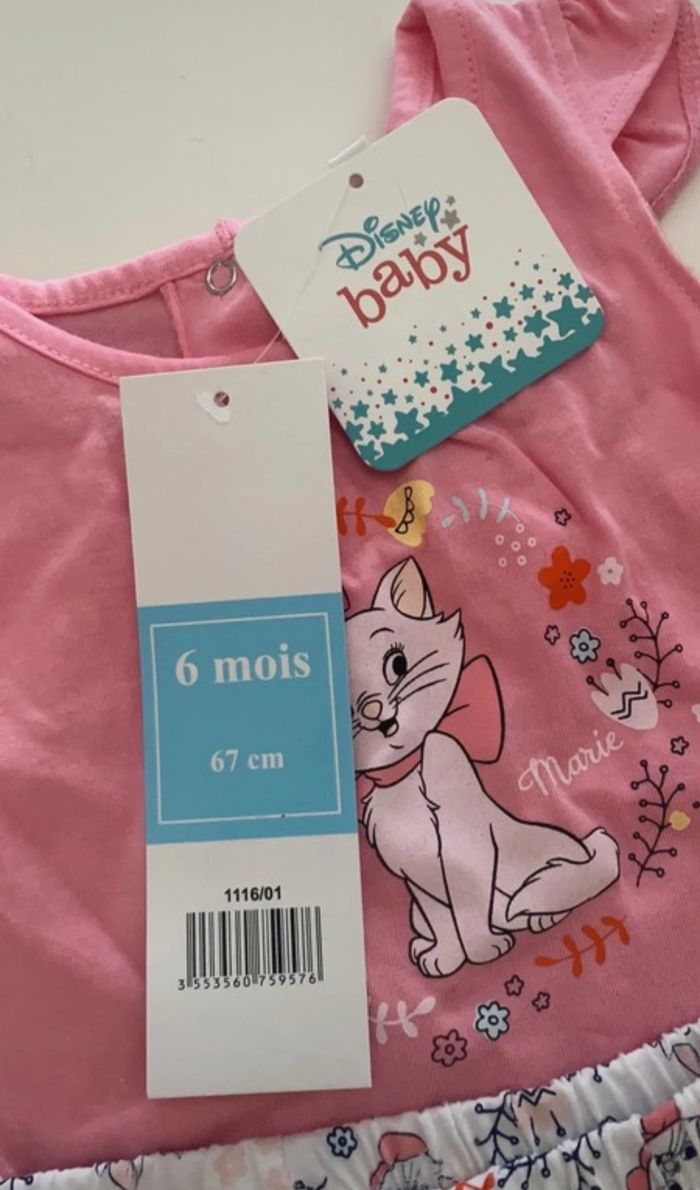 Disney
baby
6 mois
67 cm
Marie
1116/01
3 553560 759576